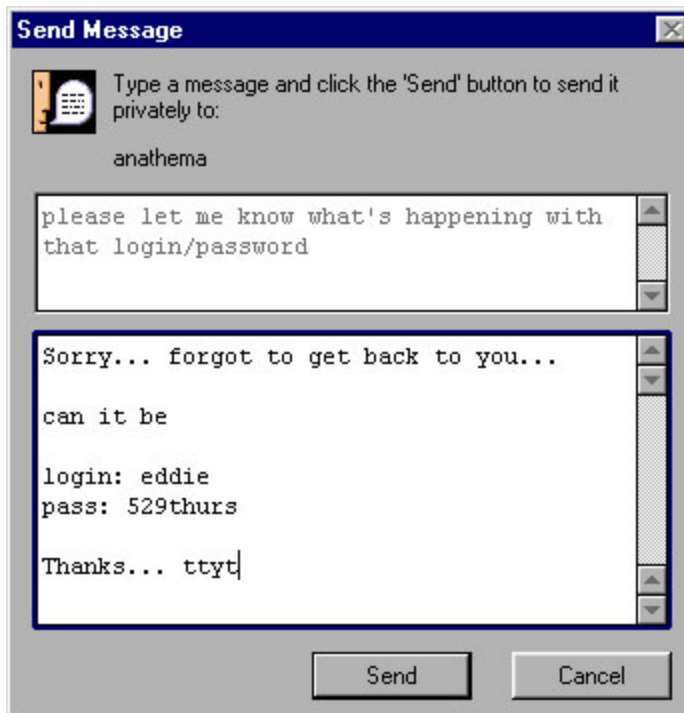 Send Message
Type a message and click the 'Send' button to send it
privately to:
anathema
please let me know what's happening with
that login/password
Sorry... forgot to get back to you...
can it be
login: eddie
pass: 529thurs
Thanks... ttyt
Send
Cancel